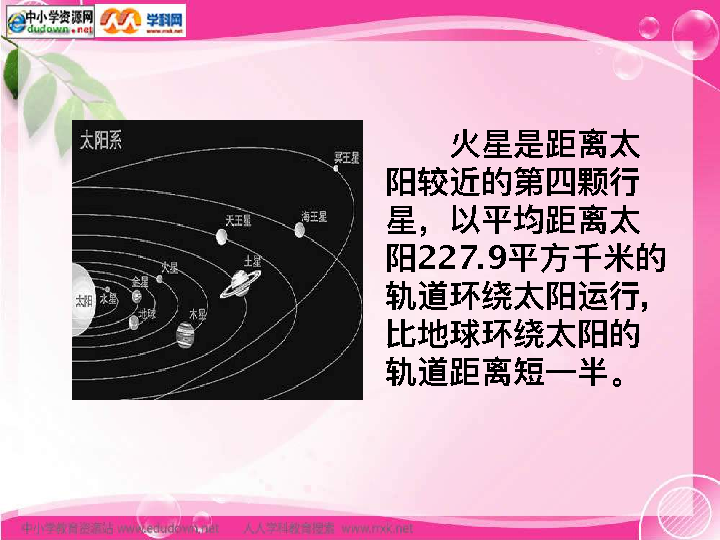 中小学资源网
dudown.net
学科网
www.nxk.net
太阳系
冥王星
天王星
海王星
土星
火星
金星
太阳
水星
地球
木星
火星是距离太
阳较近的第四颗行
星，以平均距离太
阳227.9平方千米的
轨道环绕太阳运行，
比地球环绕太阳的
轨道距离短一半。
中小学教育资源站 www.edudown.net 人人学科教育搜索 www.nxk.net